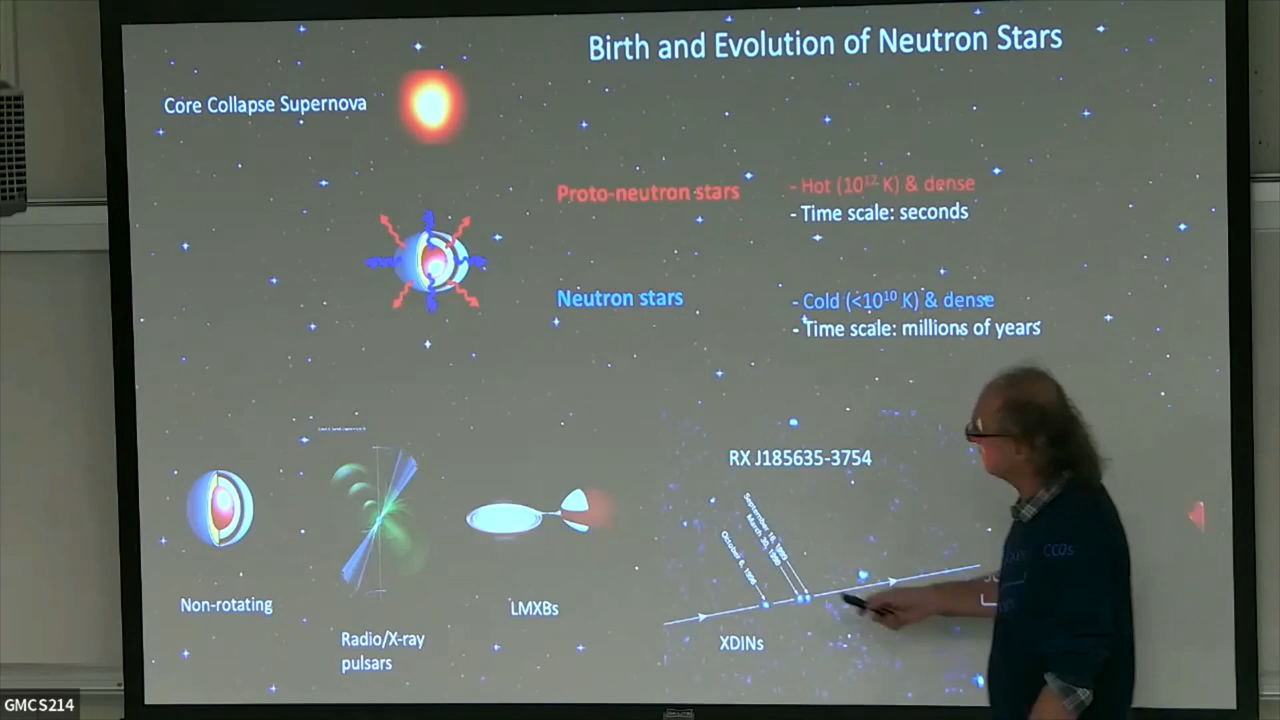 Birth and Evolution of Neutron Stars
Core Collapse Supernova
Proto-neutron stars
- Hot (10¹² K) & dense
- Time scale: seconds
Neutron stars
- Cold (<10¹⁰ K) & dense
- Time scale: millions of years
RX J185635-3754
CCOs
Non-rotating
Radio/X-ray
pulsars
LMXBs
XDINs
GMCS214